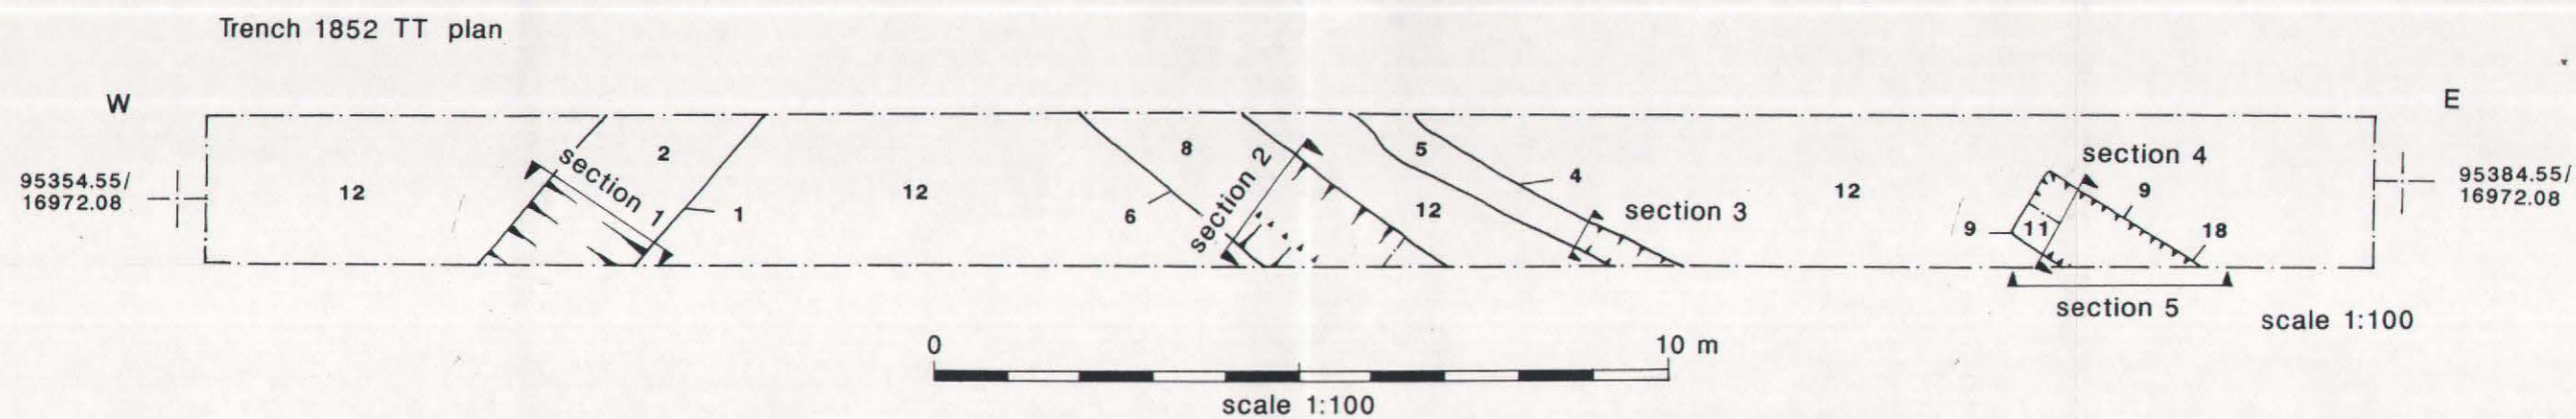 Trench 1852 TT plan
W
E
95354.55/
16972.08
12
section 1
2
1
12
6
8
section 2
12
5
4
section 3
12
9
11
section 4
9
18
section 5
95384.55/
16972.08
scale 1:100
0
10 m
scale 1:100